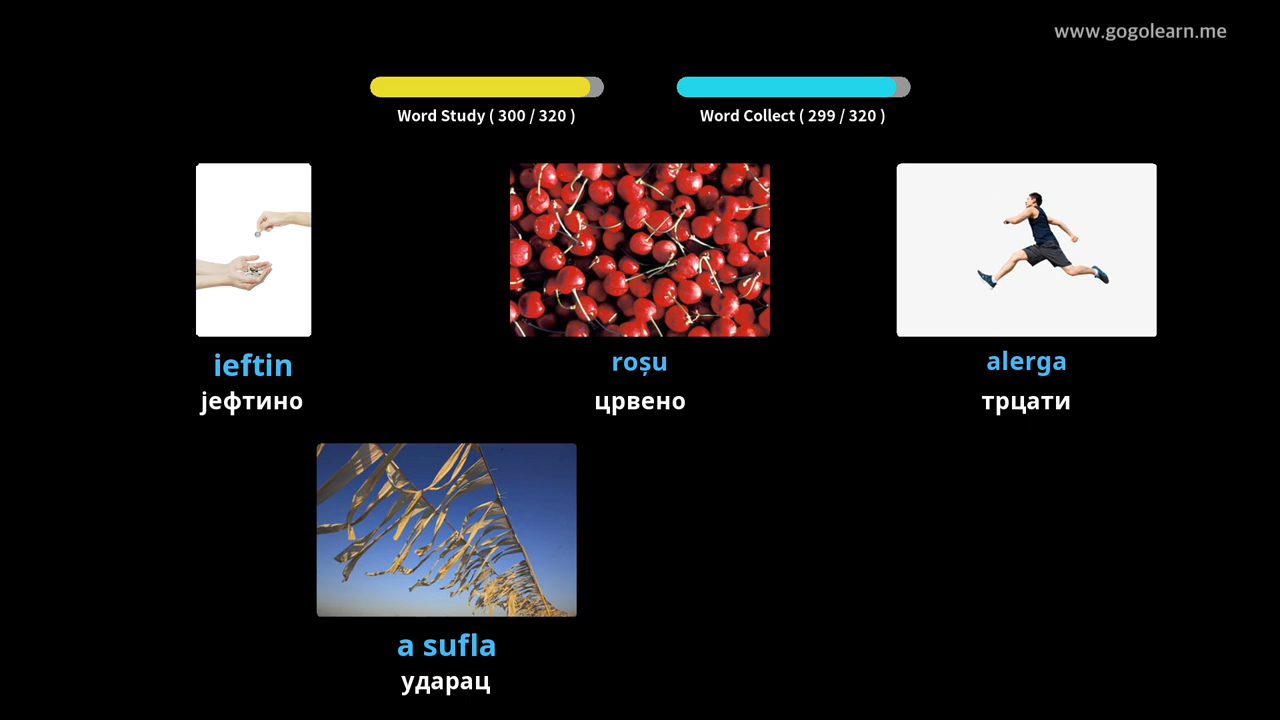 www.gogolearn.me
Word Study ( 300 / 320 )
Word Collect ( 299 / 320 )
ieftin
јефтино
roșu
црвено
alerga
трцати
a sufla
ударац